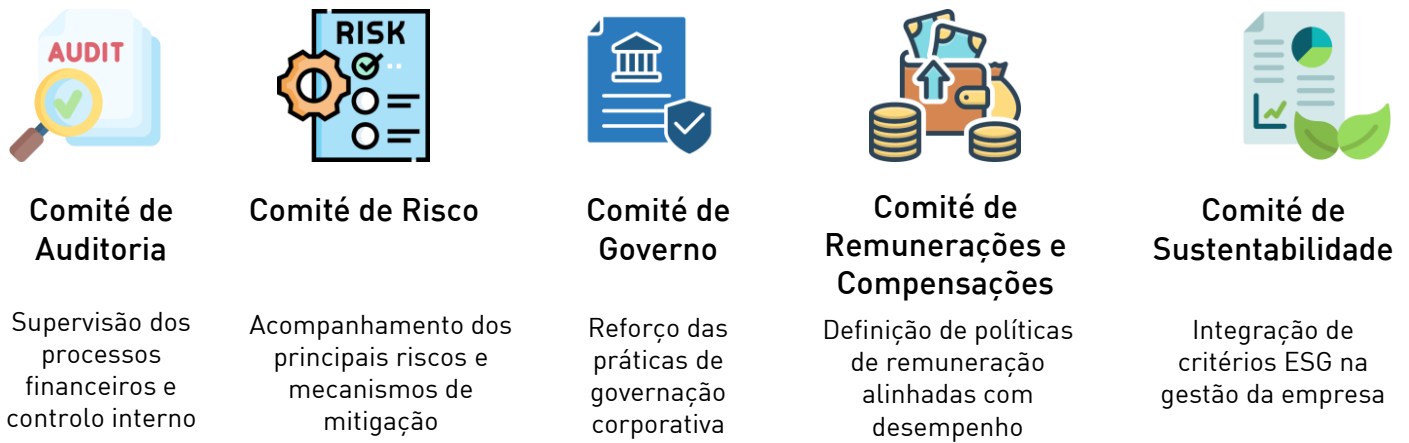 AUDIT
RISK
Comité de
Auditoria
Supervisão dos
processos
financeiros e
controlo interno
Comité de Risco
Acompanhamento dos
principais riscos e
mecanismos de
mitigação
Comité de
Governo
Reforço das
práticas de
governação
corporativa
Comité de
Remunerações e
Compensações
Definição de políticas
de remuneração
alinhadas com
desempenho
Comité de
Sustentabilidade
Integração de
critérios ESG na
gestão da empresa